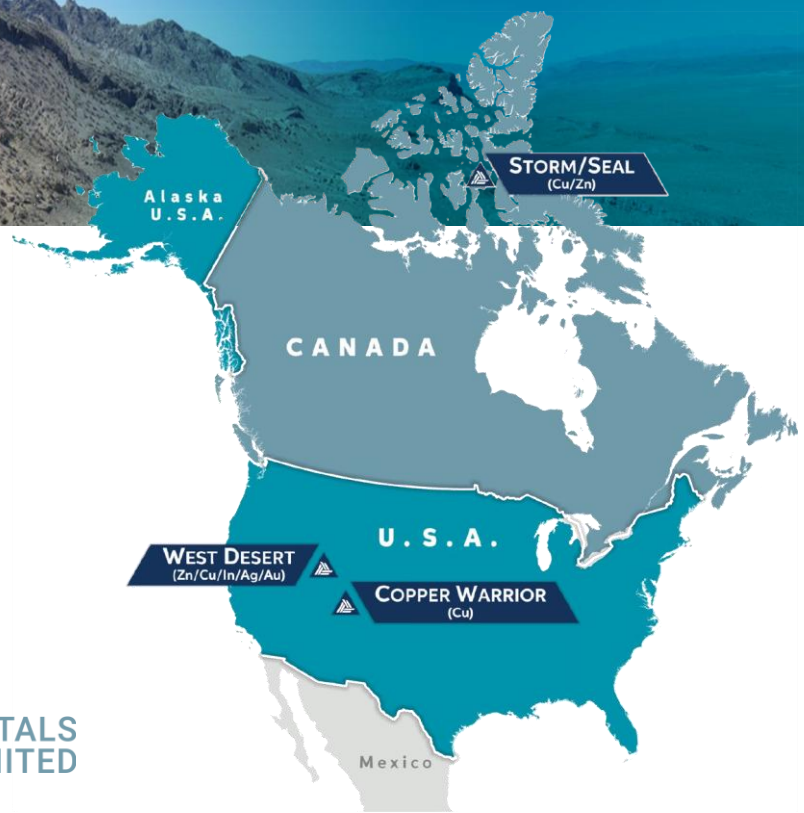 STORM/SEAL
(Cu/Zn)
Alaska
U.S.A.
CANADA
U.S.A.
WEST DESERT
(Zn/Cu/In/Ag/Au)
COPPER WARRIOR
(Cu)
TALS
ITED
Mexico